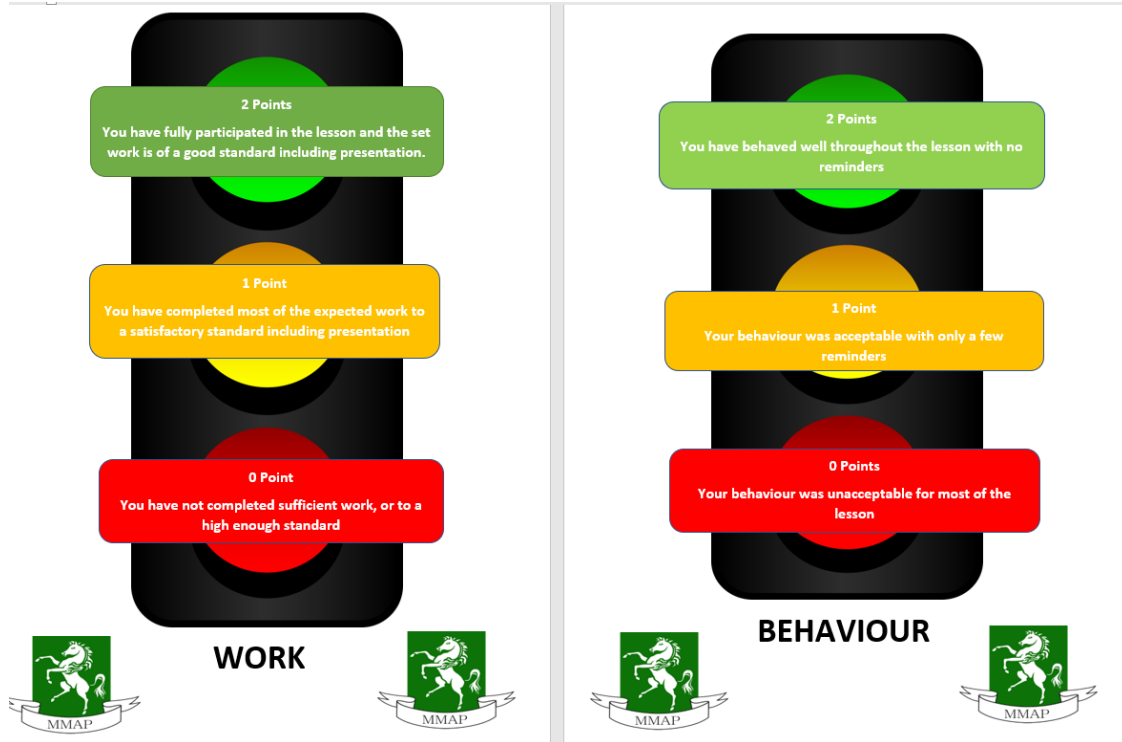 2 Points
You have fully participated in the lesson and the set
work is of a good standard including presentation.
1 Point
You have completed most of the expected work to
a satisfactory standard including presentation
0 Point
You have not completed sufficient work, or to a
high enough standard
WORK
MMAP
MMAP
2 Points
You have behaved well throughout the lesson with no
reminders
1 Point
Your behaviour was acceptable with only a few
reminders
0 Points
Your behaviour was unacceptable for most of the
lesson
BEHAVIOUR
MMAP
MMAP